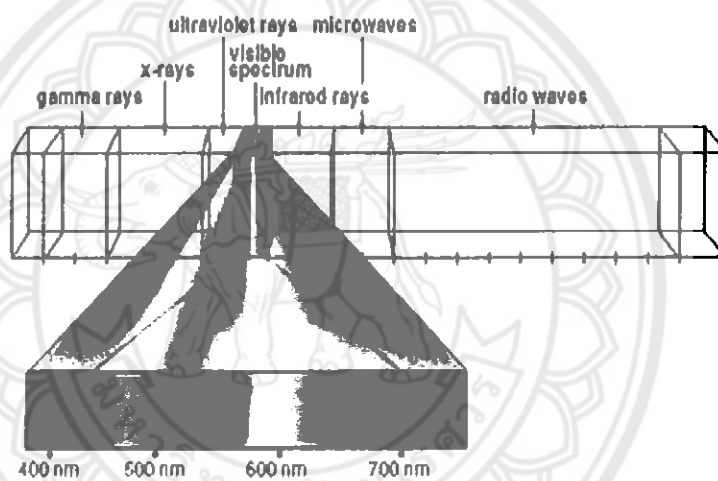 ultraviolet rays microwaves
visible
x-rays spectrum
gamma rays infrared rays radio waves
400 nm 500 nm 600 nm 700 nm